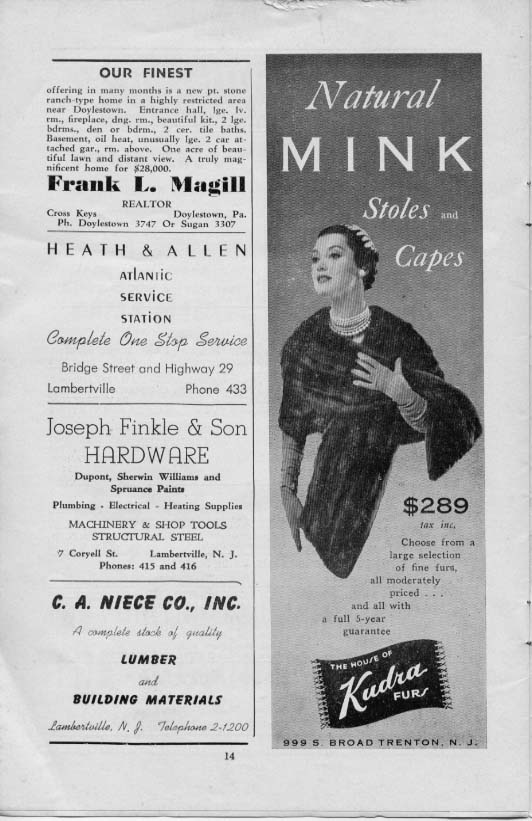 OUR FINEST
offering in many months is a new pt. stone
ranch-type home in a highly restricted area
near Doylestown. Entrance hall, lge. lv.
rm., fireplace, dng. rm., beautiful kit., 2 lge.
bdrms., den or bdrm., 2 cer. tile baths.
Basement, oil heat, unusually lge. 2 car at-
tached gar., rm. above. One acre of beau-
tiful lawn and distant view. A truly mag-
nificent home for $28,000.
Frank L. Magill
REALTOR
Cross Keys Doylestown, Pa.
Ph. Doylestown 3747 Or Sugan 3307
HEATH & ALLEN
ATLANTIC
SERVICE
STATION
Complete One Stop Service
Bridge Street and Highway 29
Lambertville Phone 433
Joseph Finkle & Son
HARDWARE
Dupont, Sherwin Williams and
Spruance Paints
Plumbing - Electrical - Heating Supplies
MACHINERY & SHOP TOOLS
STRUCTURAL STEEL
7 Coryell St. Lambertville, N. J.
Phones: 415 and 416
C. A. NIECE CO., INC.
A complete stock of quality
LUMBER
and
BUILDING MATERIALS
Lambertville, N. J. Telephone 2-1200
Natural
MINK
Stoles and
Capes
$289
tax inc.
Choose from a
large selection
of fine furs,
all moderately
priced . . .
and all with
a full 5-year
guarantee
THE HOUSE OF
Kudra
FURS
999 S. BROAD TRENTON, N. J.
14